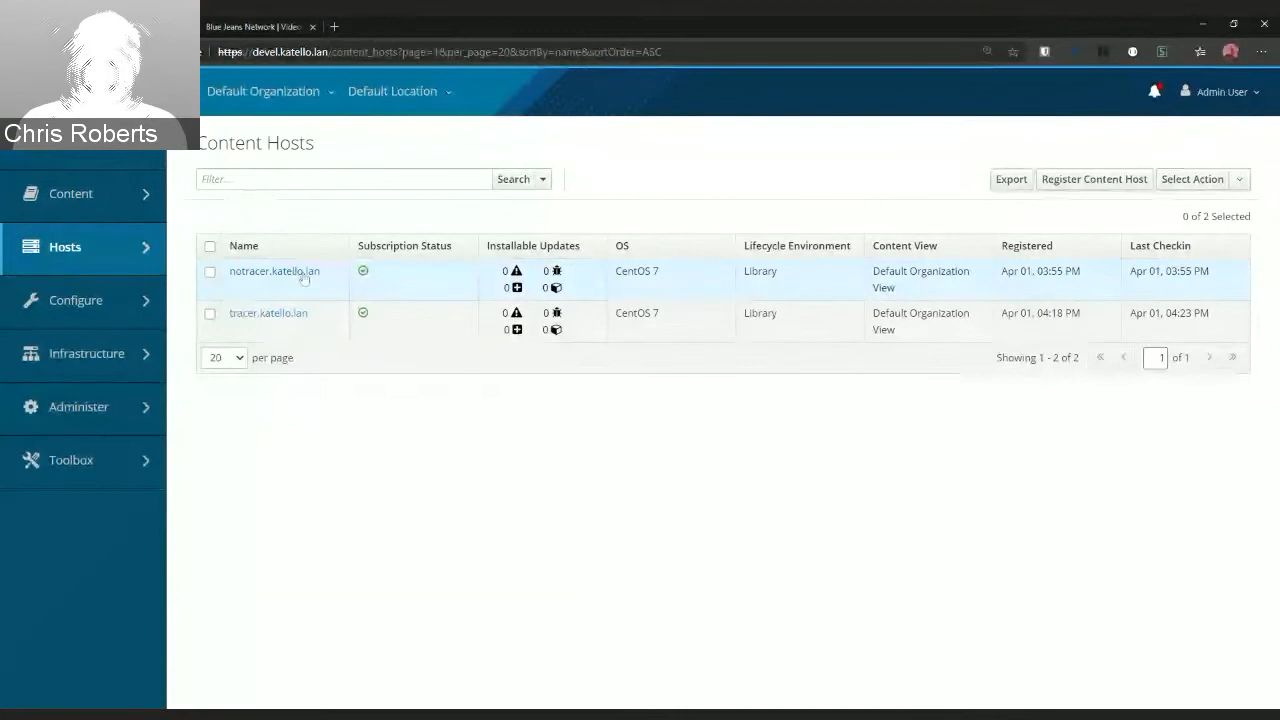 Blue Jeans Network | Video
https://devel.katello.lan/content_hosts?page=1&per_page=20&sortBy=name&sortOrder=ASC
Default Organization Default Location Admin User
Chris Roberts
Content Hosts
Filter... Search Export Register Content Host Select Action
0 of 2 Selected
Content
Hosts
Configure
Infrastructure
Administer
Toolbox
Name Subscription Status Installable Updates OS Lifecycle Environment Content View Registered Last Checkin
notracer.katello.lan 0 0 CentOS 7 Library Default Organization Apr 01, 03:55 PM Apr 01, 03:55 PM
0 0 View
tracer.katello.lan 0 0 CentOS 7 Library Default Organization Apr 01, 04:18 PM Apr 01, 04:23 PM
0 0 View
20 per page Showing 1 - 2 of 2 1 of 1